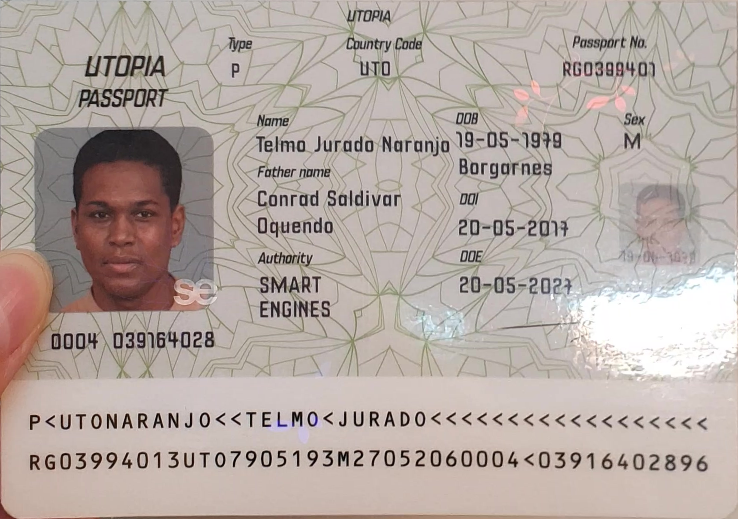 UTOPIA
Type
Country Code
Passport No.
UTOPIA
PASSPORT
P
UTO
RG0399401
Name
DOB
Sex
Telmo Jurado Naranjo
19-05-1979
M
Father name
Borgarnes
Conrad Saldivar
Oquendo
DOI
20-05-2017
Authority
DOE
SMART
ENGINES
20-05-2027
se
0004 039164028
P<UTONARANJO<<TELMO<JURADO<<<<<<<<<<<<<<<<<<
RG03994013UTO7905193M27052060004<03916402896